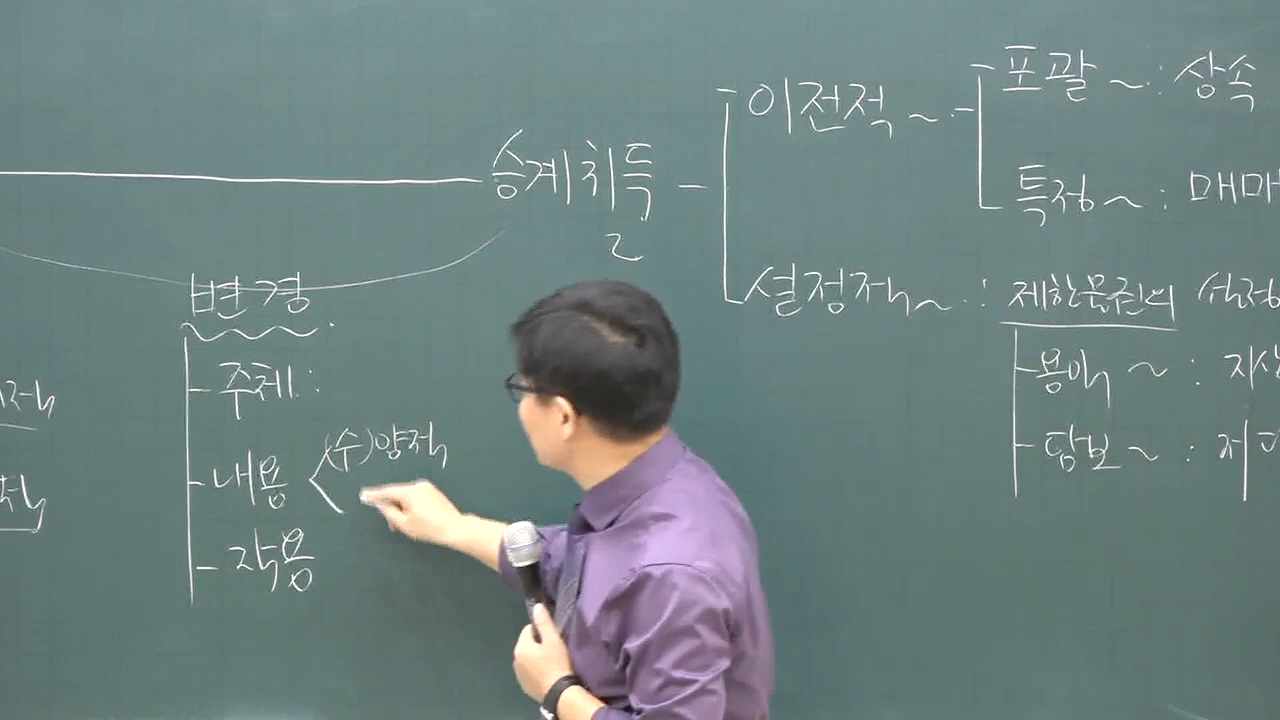 승계취득
이전적 ~
포괄 ~ : 상속
특정 ~ : 매매
설정적 ~ : 제한물권의 설정
용익 ~ : 지상
담보 ~ : 저
변경
주체 :
내용 (수)양적
작용